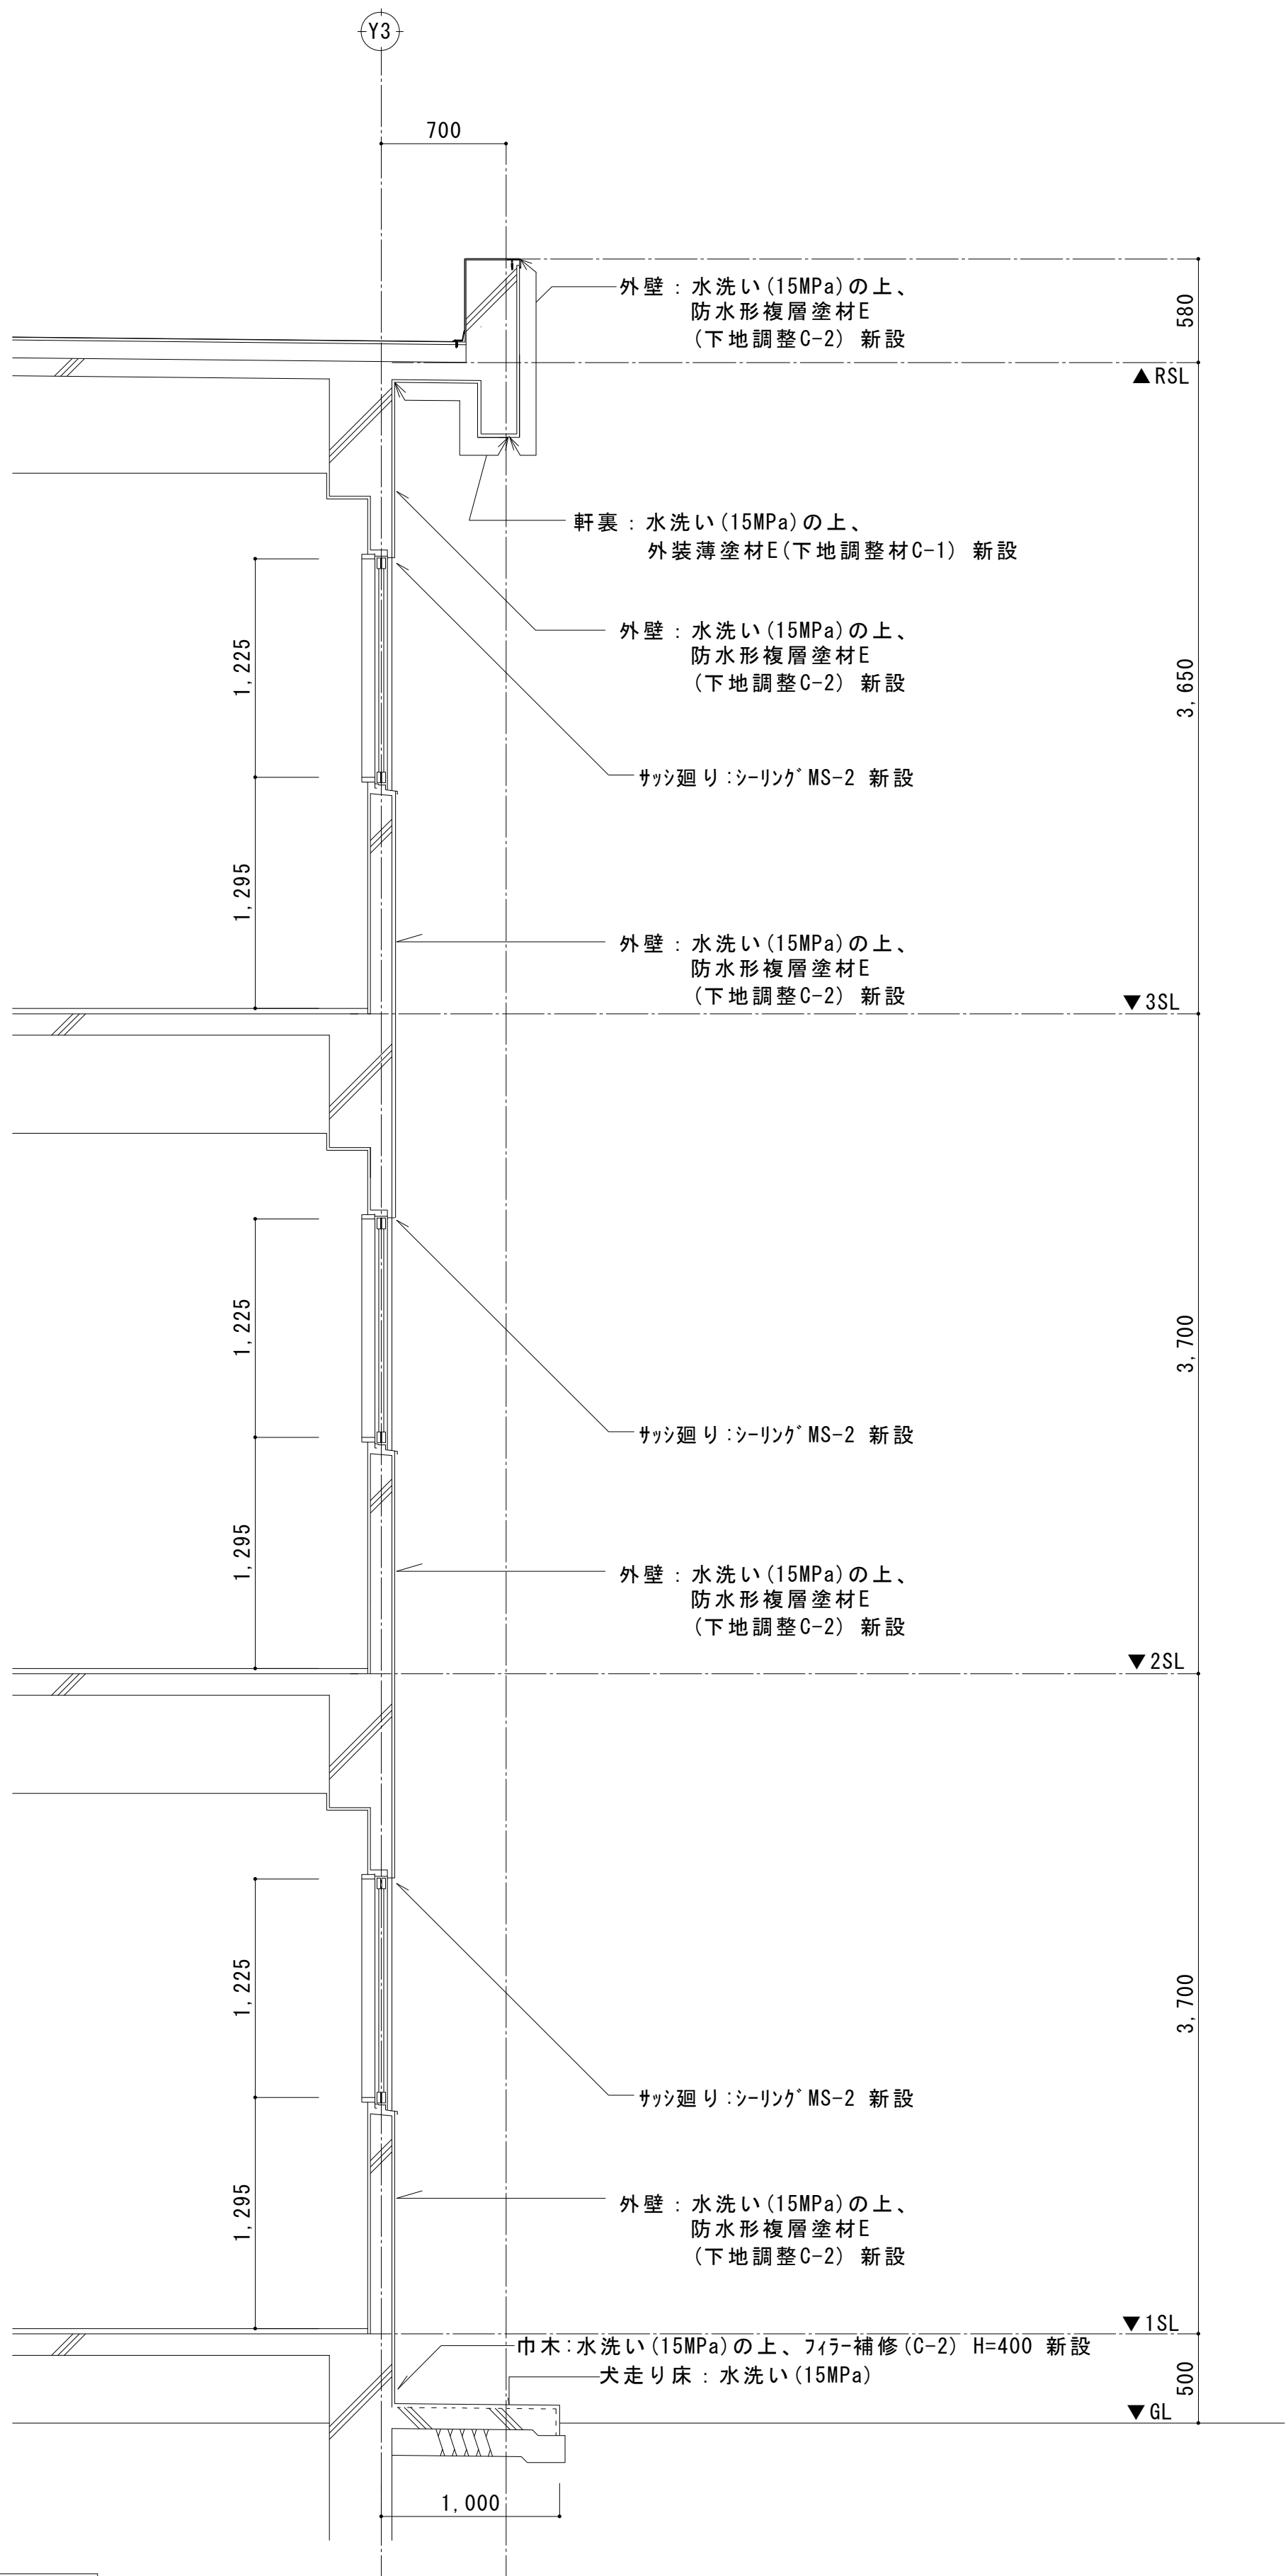 Y3
700
外壁：水洗い(15MPa)の上、
防水形複層塗材E
(下地調整C-2) 新設
580
▲RSL
軒裏：水洗い(15MPa)の上、
外装薄塗材E(下地調整材C-1) 新設
外壁：水洗い(15MPa)の上、
防水形複層塗材E
(下地調整C-2) 新設
1,225
3,650
ｻｯｼ廻り:ｼｰﾘﾝｸﾞMS-2 新設
1,295
外壁：水洗い(15MPa)の上、
防水形複層塗材E
(下地調整C-2) 新設
▼3SL
1,225
3,700
ｻｯｼ廻り:ｼｰﾘﾝｸﾞMS-2 新設
1,295
外壁：水洗い(15MPa)の上、
防水形複層塗材E
(下地調整C-2) 新設
▼2SL
1,225
3,700
ｻｯｼ廻り:ｼｰﾘﾝｸﾞMS-2 新設
1,295
外壁：水洗い(15MPa)の上、
防水形複層塗材E
(下地調整C-2) 新設
▼1SL
巾木:水洗い(15MPa)の上、ﾌｨﾗｰ補修(C-2) H=400 新設
犬走り床：水洗い(15MPa)
500
▼GL
1,000